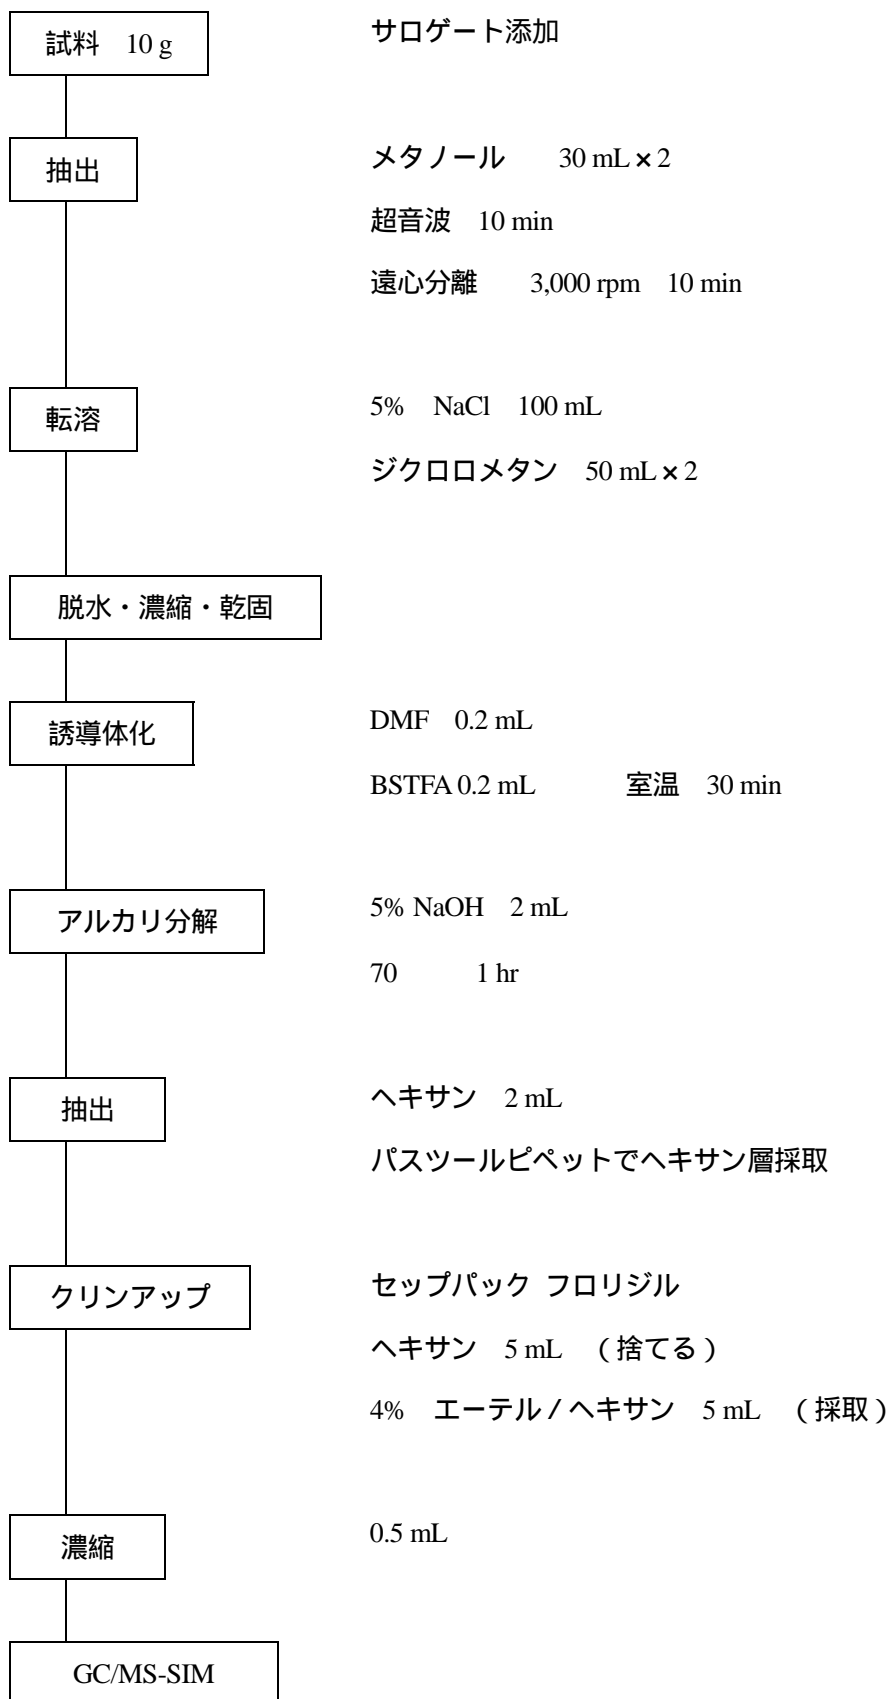 試料　10 g　サロゲート添加
抽出　メタノール　30 mL×2
超音波　10 min
遠心分離　3,000 rpm　10 min
転溶　5%　NaCl　100 mL
ジクロロメタン　50 mL×2
脱水・濃縮・乾固
誘導体化　DMF　0.2 mL
BSTFA 0.2 mL　室温　30 min
アルカリ分解　5% NaOH　2 mL
70　1 hr
抽出　ヘキサン　2 mL
パスツールピペットでヘキサン層採取
クリンアップ　セップパック フロリジル
ヘキサン　5 mL　（捨てる）
4%　エーテル／ヘキサン　5 mL　（採取）
濃縮　0.5 mL
GC/MS-SIM